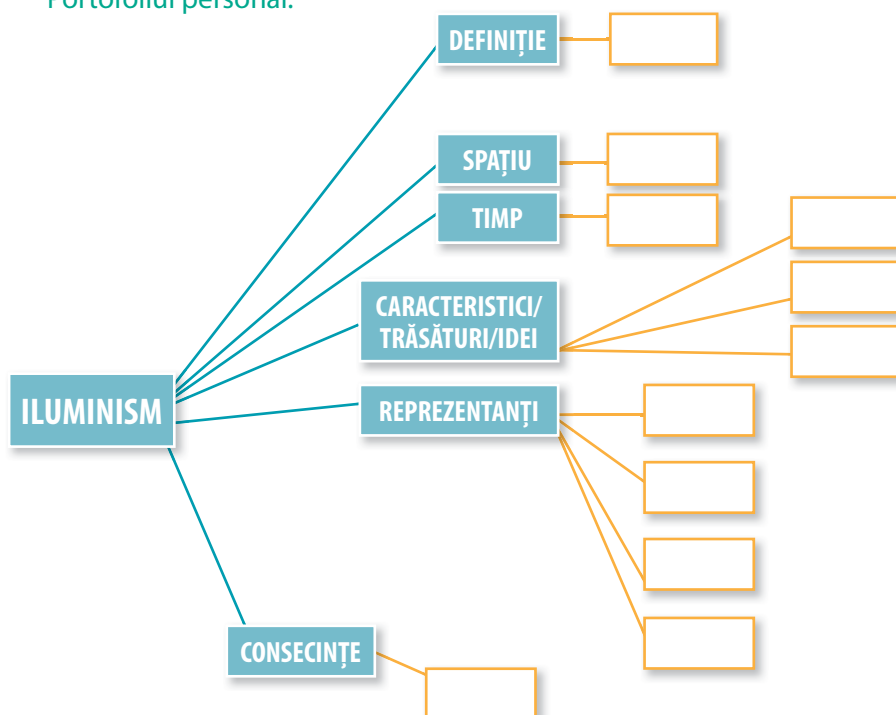 Portofoliul personal.
DEFINIȚIE
SPAȚIU
TIMP
CARACTERISTICI/
TRĂSĂTURI/IDEI
ILUMINISM
REPREZENTANȚI
CONSECINȚE